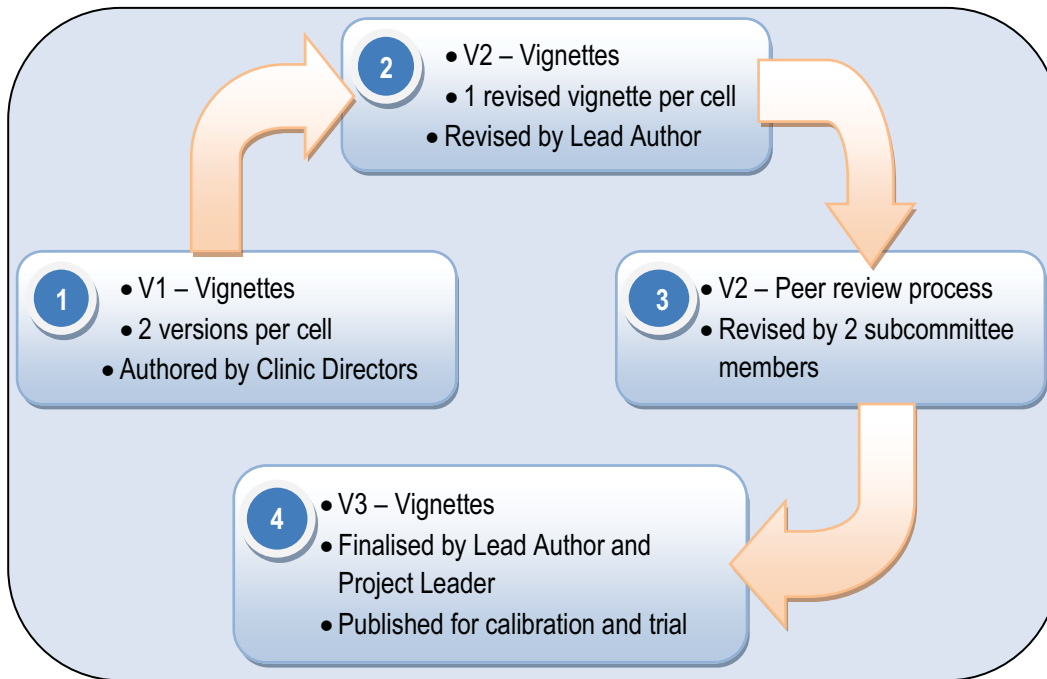 1
• V1 – Vignettes
• 2 versions per cell
• Authored by Clinic Directors
2
• V2 – Vignettes
• 1 revised vignette per cell
• Revised by Lead Author
3
• V2 – Peer review process
• Revised by 2 subcommittee
members
4
• V3 – Vignettes
• Finalised by Lead Author and
Project Leader
• Published for calibration and trial